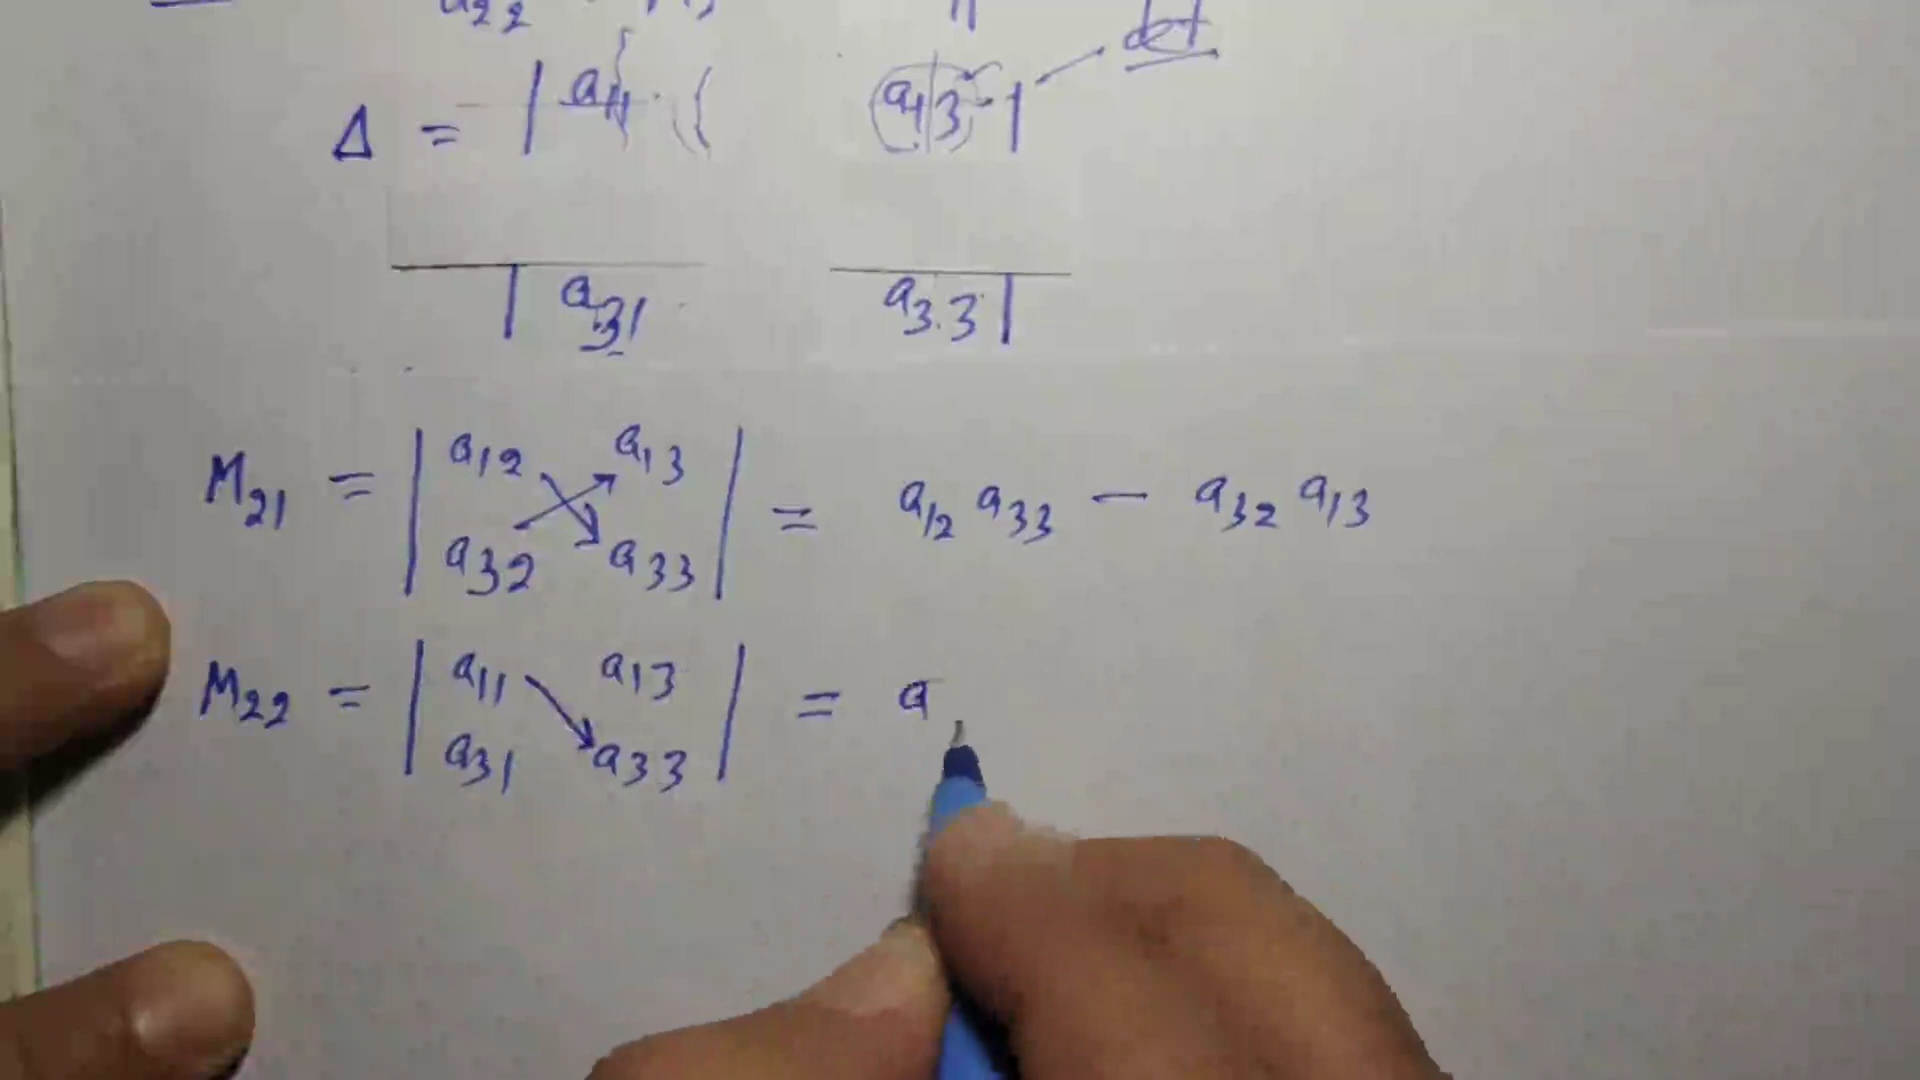 a22
Δ = | a11 a13 | det
| a31 a33 |
M21 = | a12 a13 | = a12 a33 — a32 a13
| a32 a33 |
M22 = | a11 a13 | = a
| a31 a33 |